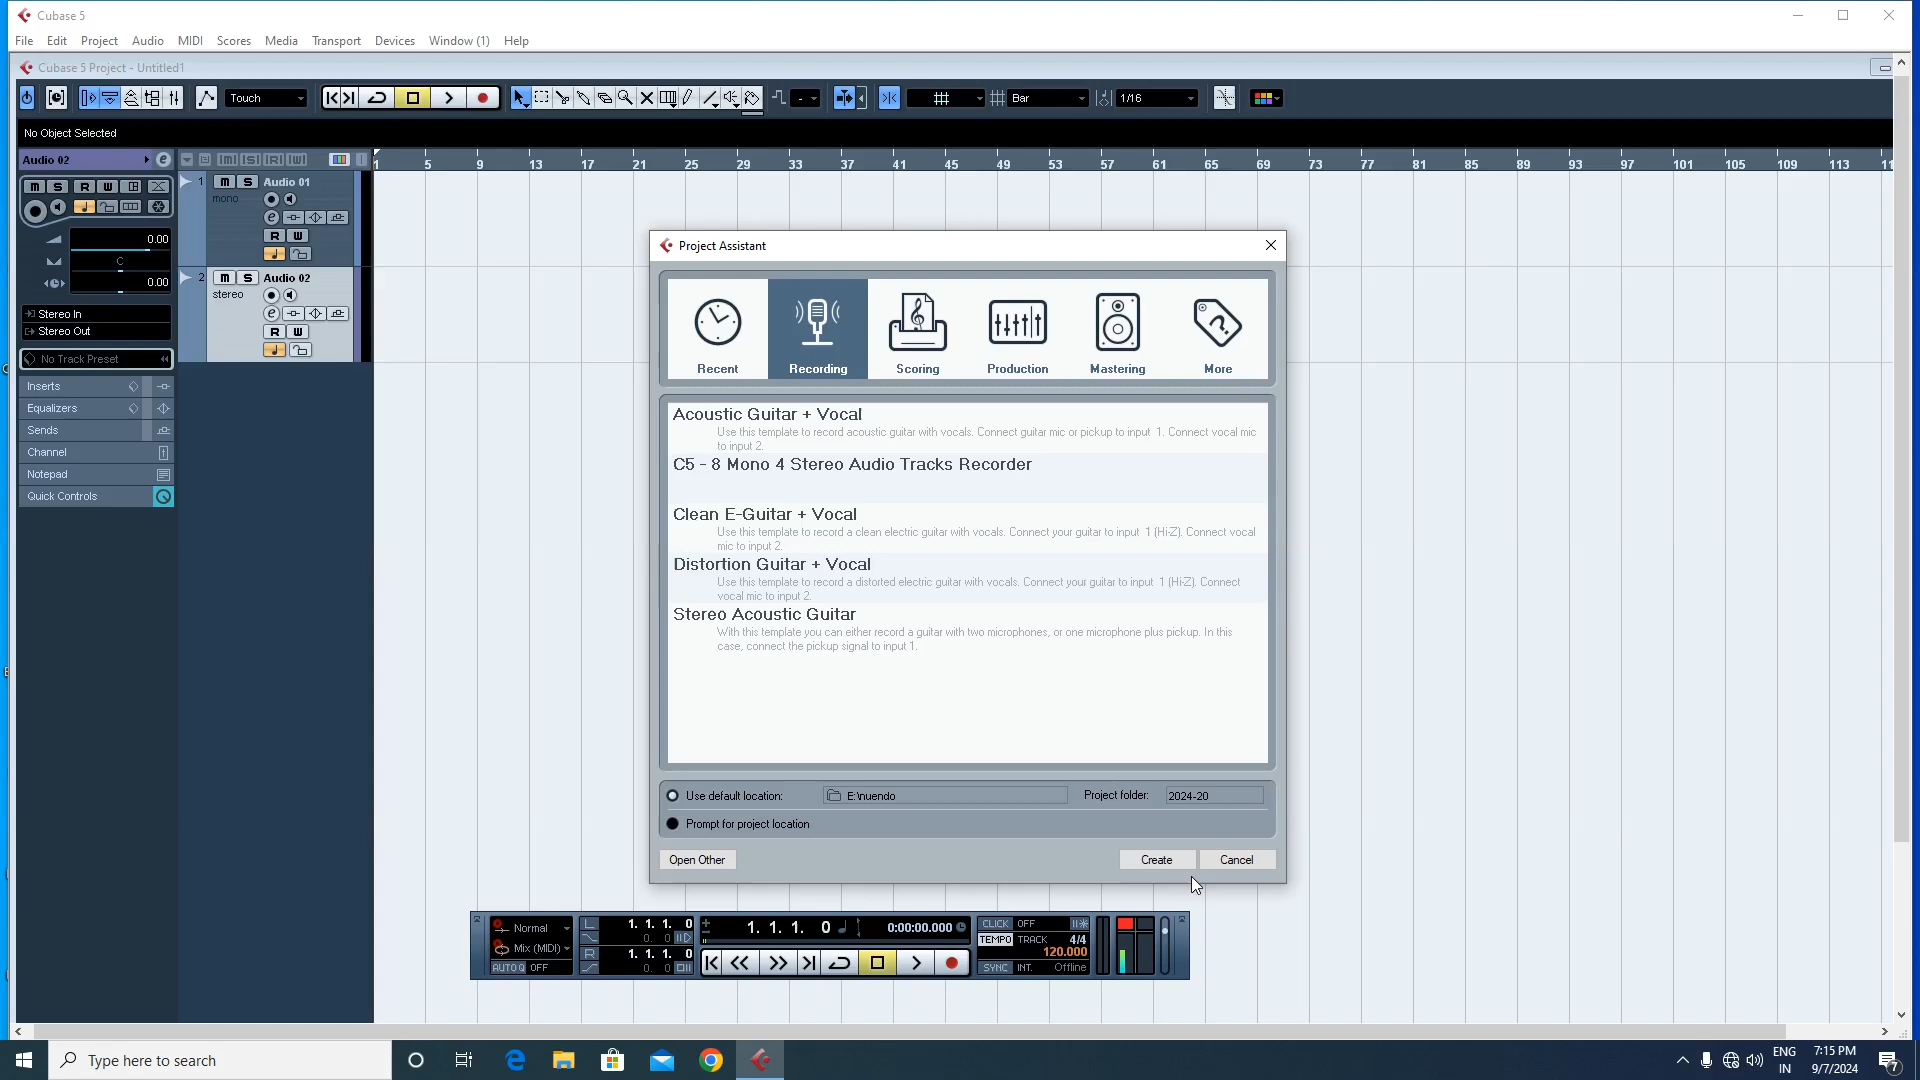 Cubase 5
File Edit Project Audio MIDI Scores Media Transport Devices Window (1) Help
Cubase 5 Project - Untitled1
Touch Bar 1/16
No Object Selected
Audio 02
1 5 9 13 17 21 25 29 33 37 41 45 49 53 57 61 65 69 73 77 81 85 89 93 97 101 105 109 113 11
1 M S Audio 01
mono
R W
2 M S Audio 02
stereo
R W
M S R W
0.00
C
0.00
Stereo In
Stereo Out
No Track Preset
Inserts
Equalizers
Sends
Channel
Notepad
Quick Controls
Project Assistant
Recent Recording Scoring Production Mastering More
Acoustic Guitar + Vocal
Use this template to record acoustic guitar with vocals. Connect guitar mic or pickup to input 1. Connect vocal mic
to input 2.
C5 - 8 Mono 4 Stereo Audio Tracks Recorder
Clean E-Guitar + Vocal
Use this template to record a clean electric guitar with vocals. Connect your guitar to input 1 (Hi-Z). Connect vocal
mic to input 2.
Distortion Guitar + Vocal
Use this template to record a distorted electric guitar with vocals. Connect your guitar to input 1 (Hi-Z). Connect
vocal mic to input 2.
Stereo Acoustic Guitar
With this template you can either record a guitar with two microphones, or one microphone plus pickup. In this
case, connect the pickup signal to input 1.
Use default location: E:\nuendo Project folder: 2024-20
Prompt for project location
Open Other Create Cancel
Normal L 1. 1. 1. 0 1. 1. 1. 0 0:00:00.000 CLICK OFF
Mix (MIDI) 0. 0 TEMPO TRACK 4/4
R 1. 1. 1. 0 120.000
AUTO Q OFF 0. 0 SYNC INT. Offline
Type here to search
ENG
IN
7:15 PM
9/7/2024
7